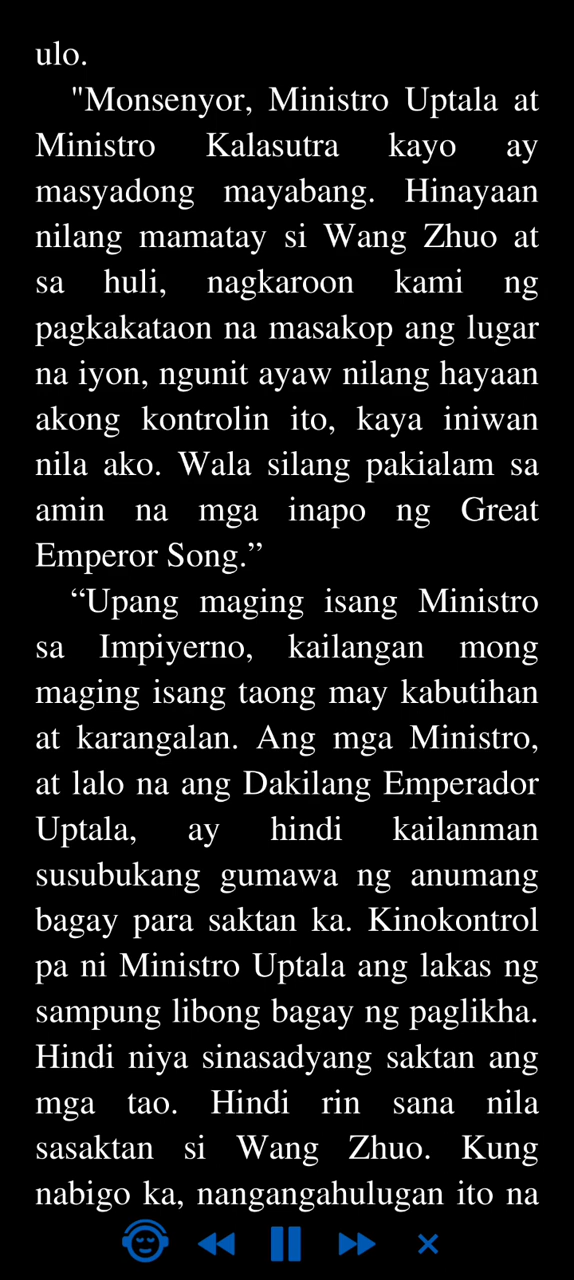 ulo.
"Monsenyor, Ministro Uptala at
Ministro Kalasutra kayo ay
masyadong mayabang. Hinayaan
nilang mamatay si Wang Zhuo at
sa huli, nagkaroon kami ng
pagkakataon na masakop ang lugar
na iyon, ngunit ayaw nilang hayaan
akong kontrolin ito, kaya iniwan
nila ako. Wala silang pakialam sa
amin na mga inapo ng Great
Emperor Song.”
“Upang maging isang Ministro
sa Impiyerno, kailangan mong
maging isang taong may kabutihan
at karangalan. Ang mga Ministro,
at lalo na ang Dakilang Emperador
Uptala, ay hindi kailanman
susubukang gumawa ng anumang
bagay para saktan ka. Kinokontrol
pa ni Ministro Uptala ang lakas ng
sampung libong bagay ng paglikha.
Hindi niya sinasadyang saktan ang
mga tao. Hindi rin sana nila
sasaktan si Wang Zhuo. Kung
nabigo ka, nangangahulugan ito na